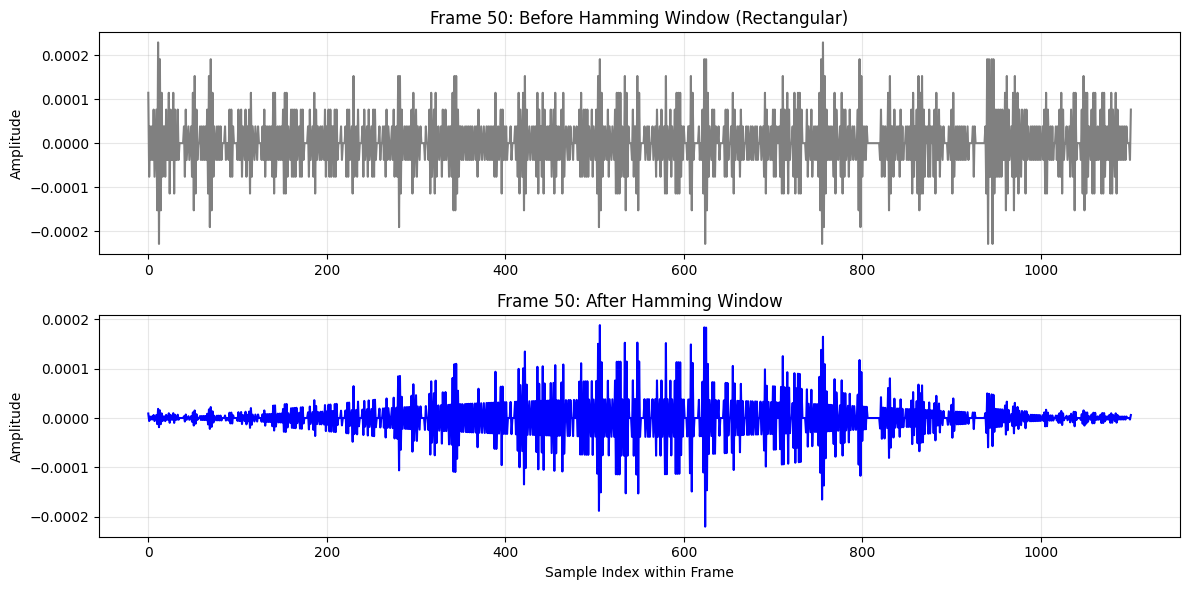 Frame 50: Before Hamming Window (Rectangular)
Amplitude
0.0002
0.0001
0.0000
−0.0001
−0.0002
0 200 400 600 800 1000
Frame 50: After Hamming Window
Amplitude
0.0002
0.0001
0.0000
−0.0001
−0.0002
0 200 400 600 800 1000
Sample Index within Frame